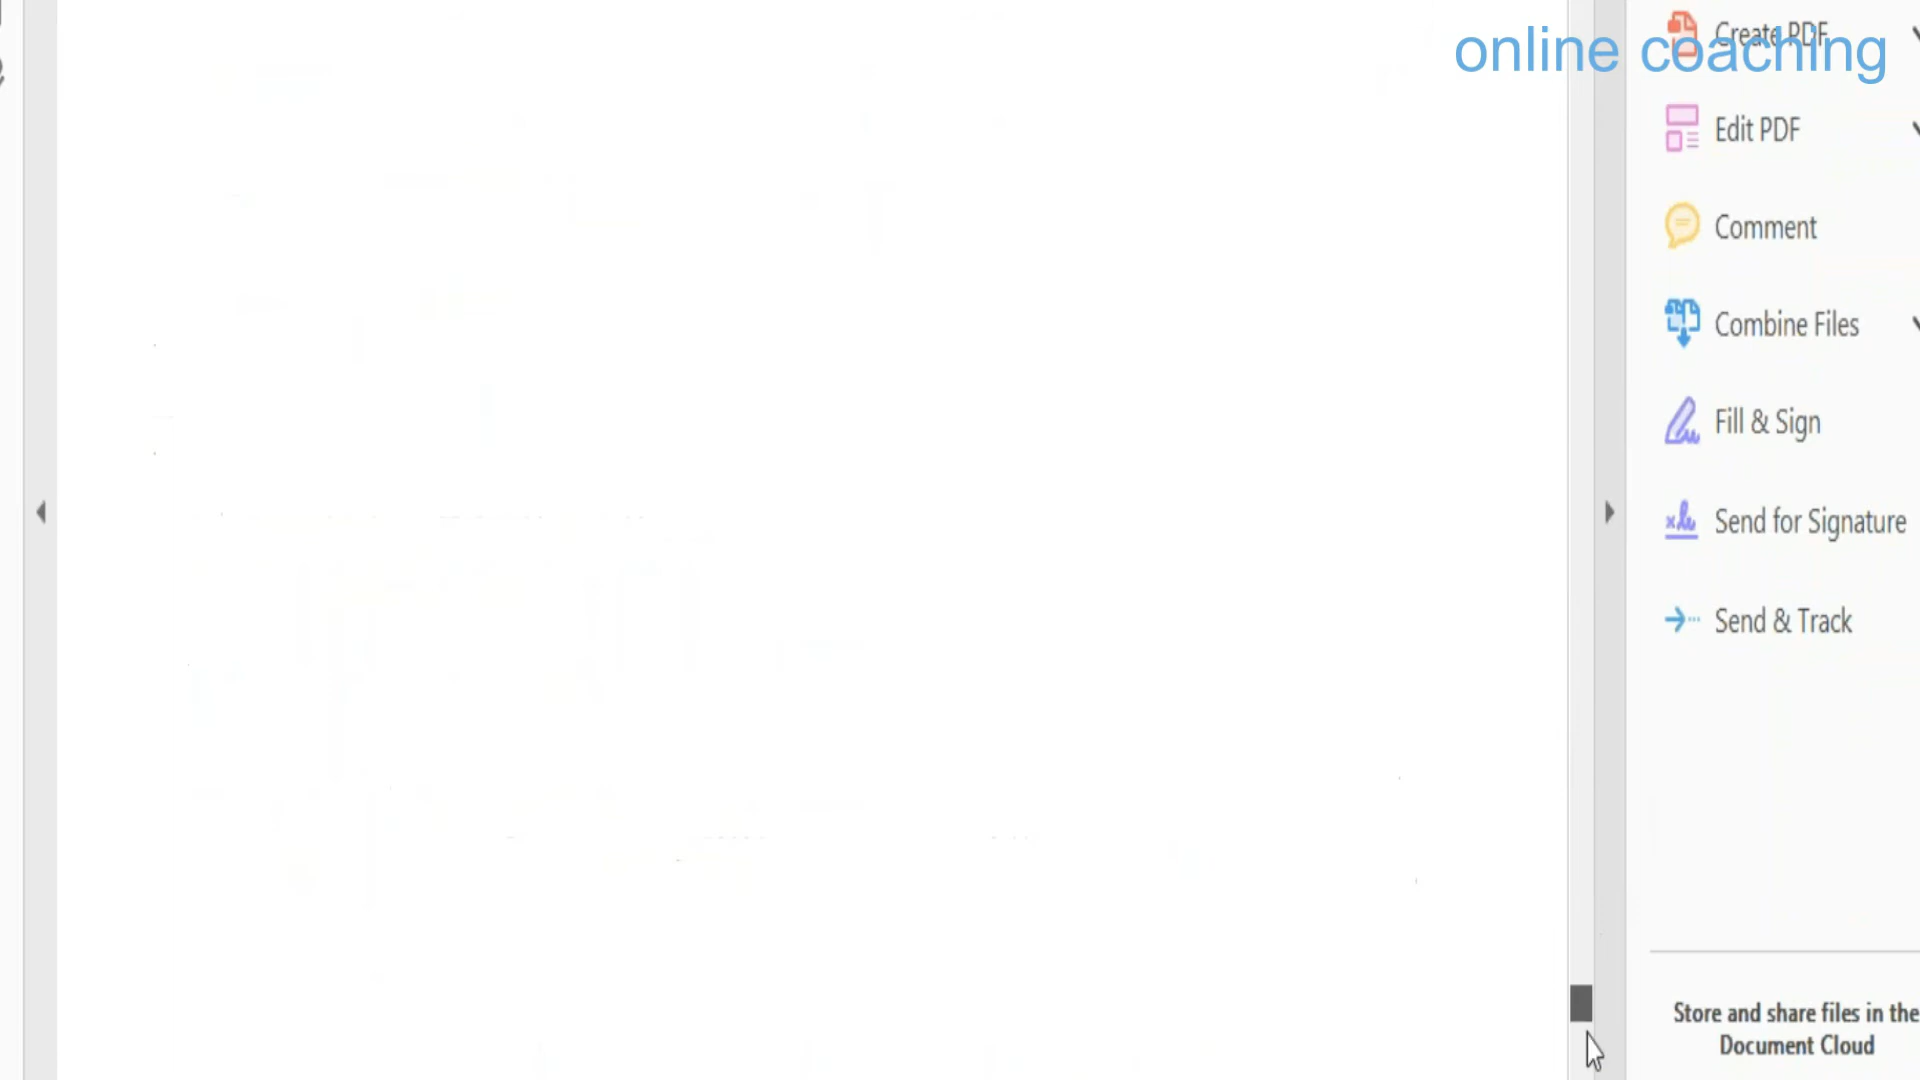 online coaching
Create PDF
Edit PDF
Comment
Combine Files
Fill & Sign
Send for Signature
Send & Track
Store and share files in the
Document Cloud